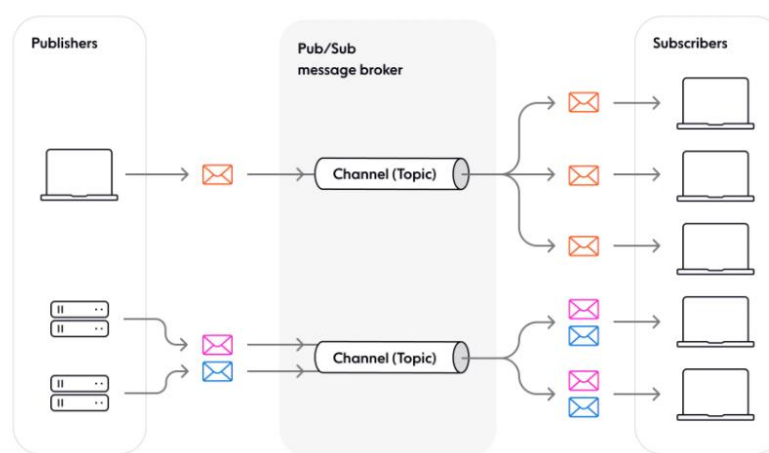 Publishers
Pub/Sub
message broker
Subscribers
Channel (Topic)
Channel (Topic)